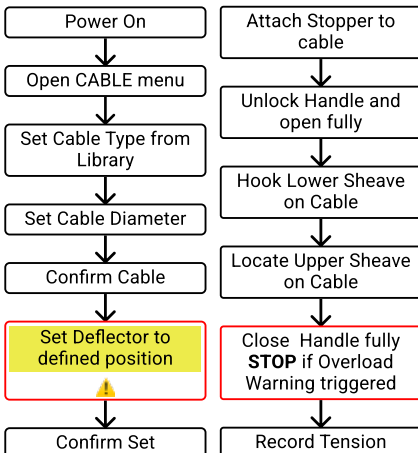 Power On
Open CABLE menu
Set Cable Type from
Library
Set Cable Diameter
Confirm Cable
Set Deflector to
defined position
Confirm Set
Attach Stopper to
cable
Unlock Handle and
open fully
Hook Lower Sheave
on Cable
Locate Upper Sheave
on Cable
Close Handle fully
STOP if Overload
Warning triggered
Record Tension